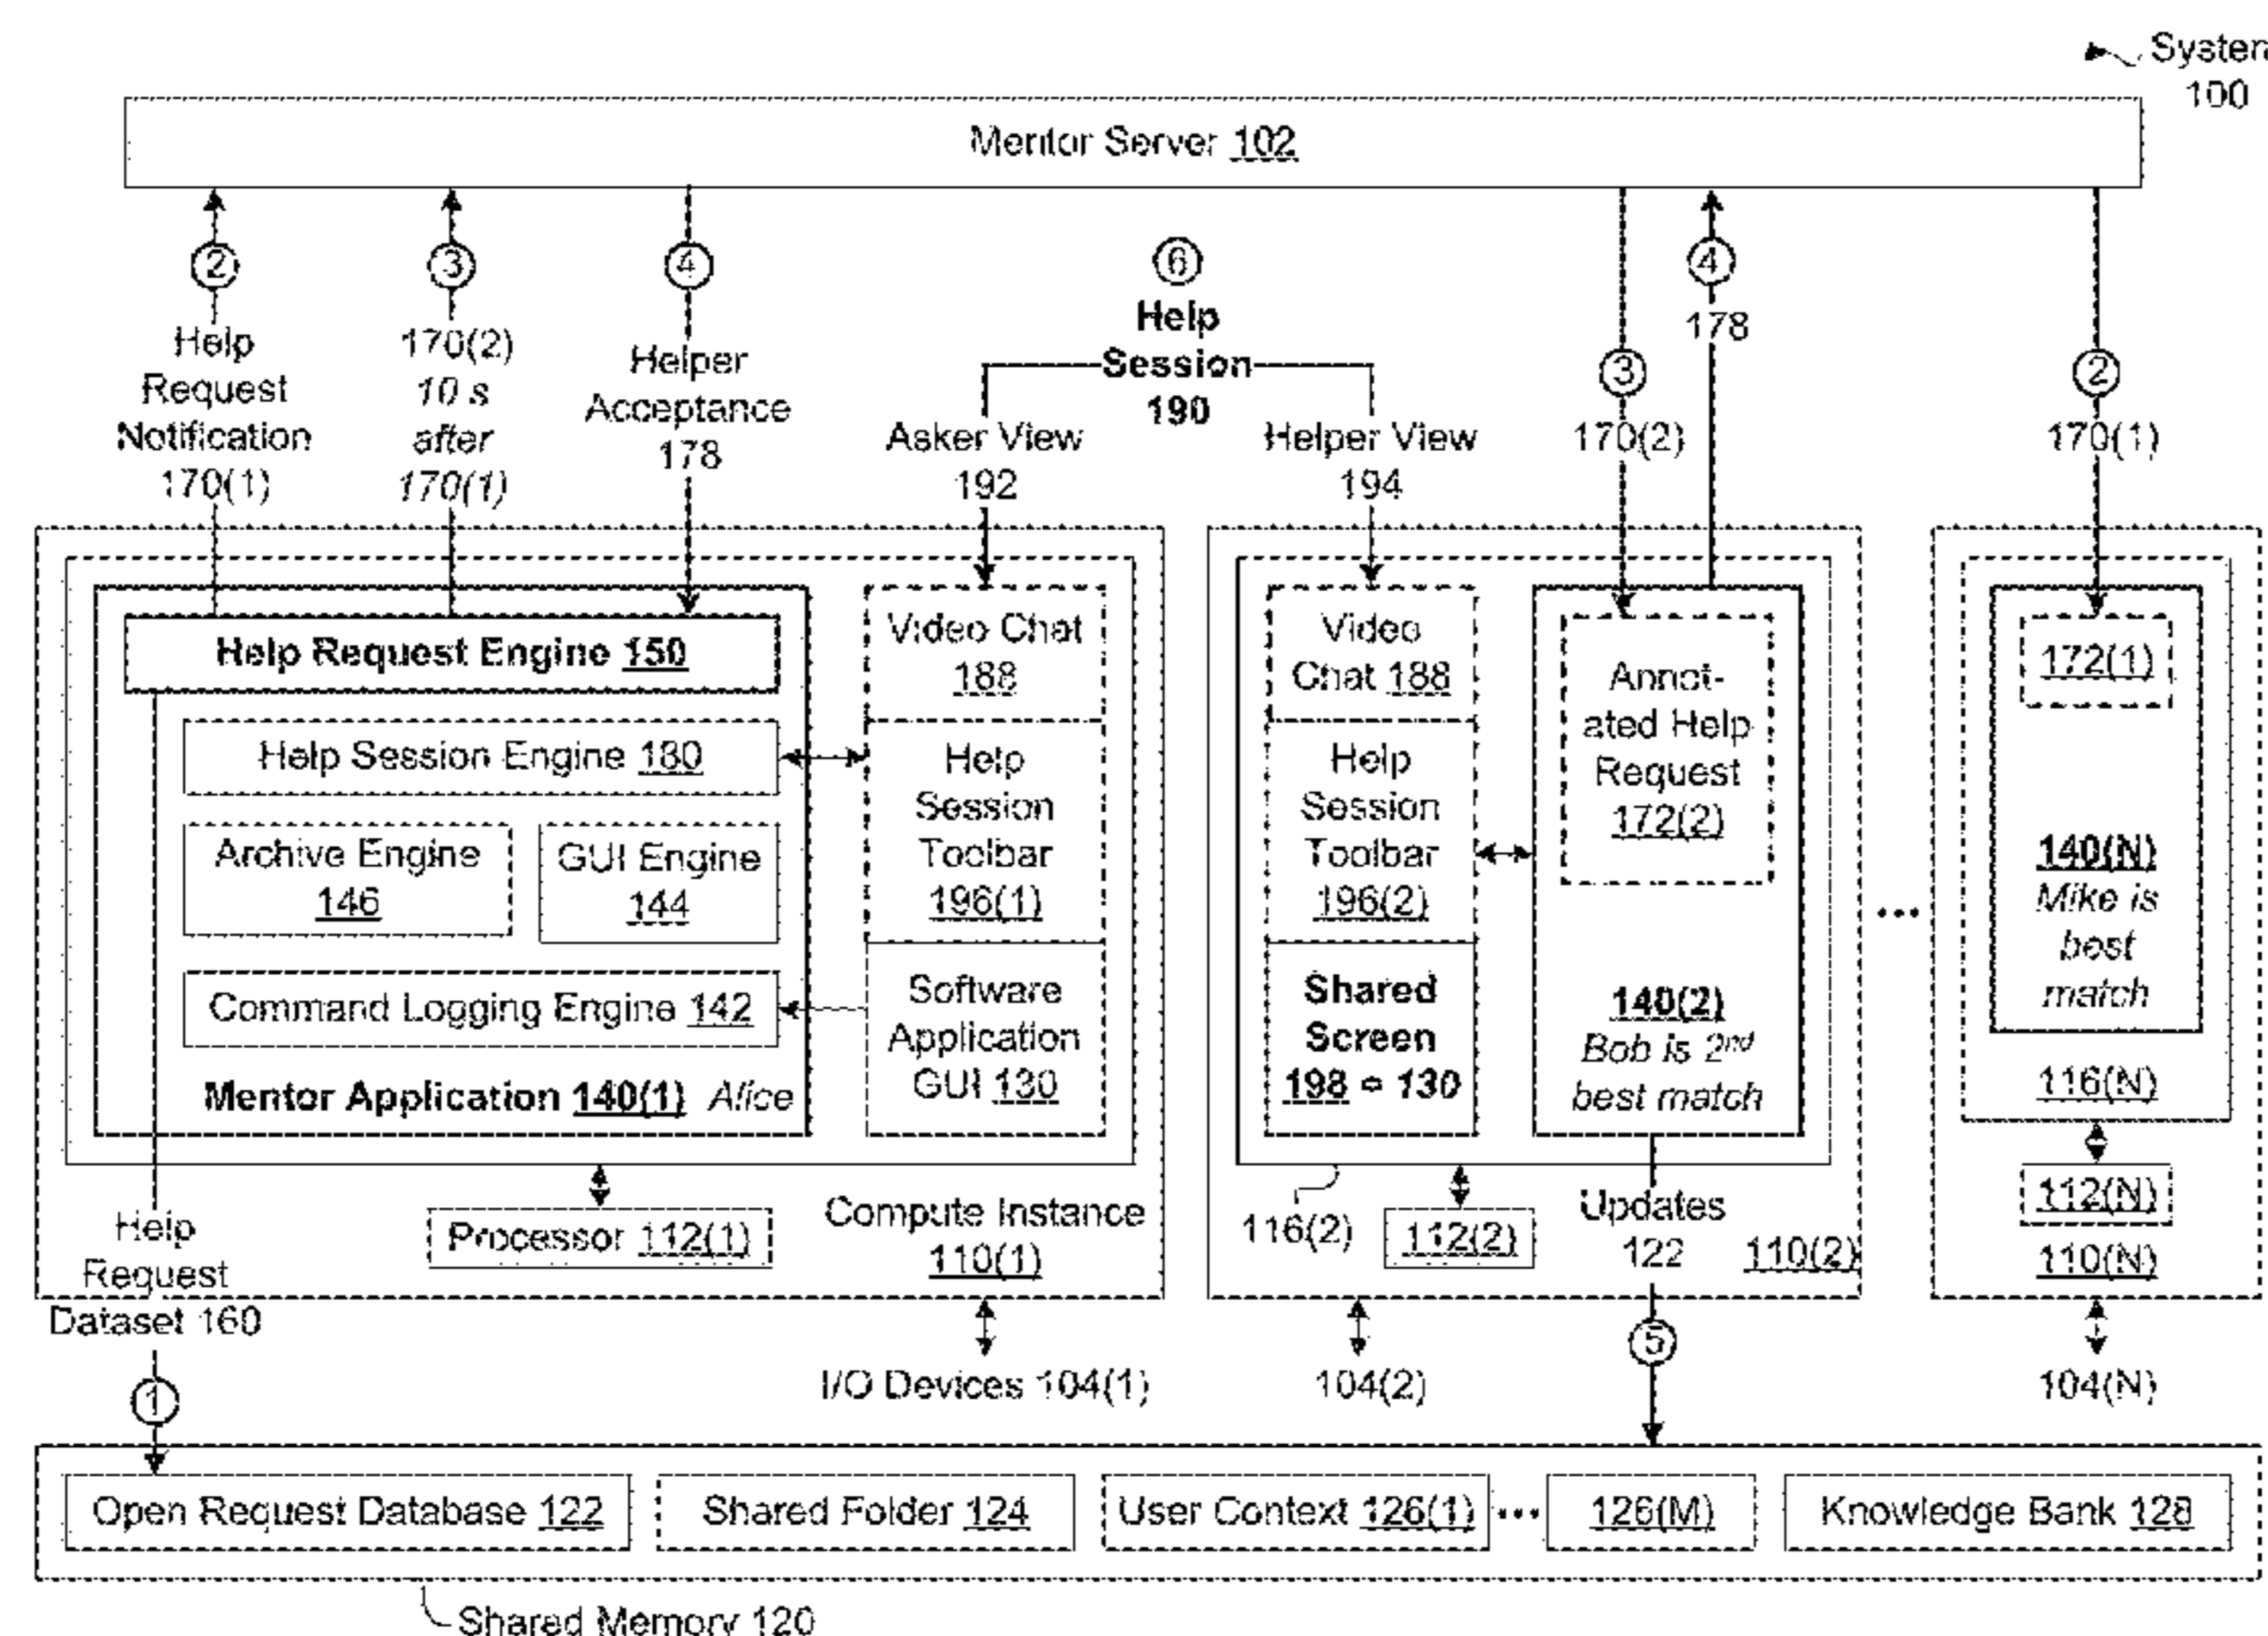 System
100
Mentor Server 102
2
3
4
6
4
Help
Request
Notification
170(1)
170(2)
10 s
after
170(1)
Helper
Acceptance
178
Help
Session
190
Asker View
192
Helper View
194
3
170(2)
178
2
170(1)
Help Request Engine 150
Help Session Engine 180
Archive Engine
146
GUI Engine
144
Command Logging Engine 142
Mentor Application 140(1) Alice
Video Chat
188
Help
Session
Toolbar
196(1)
Software
Application
GUI 130
Video
Chat 188
Help
Session
Toolbar
196(2)
Shared
Screen
198 = 130
Annot-
ated Help
Request
172(2)
140(2)
Bob is 2nd
best match
172(1)
140(N)
Mike is
best
match
116(N)
112(N)
110(N)
Help
Request
Dataset 160
Processor 112(1)
Compute Instance
110(1)
116(2)
112(2)
Updates
122
110(2)
1
I/O Devices 104(1)
104(2)
5
104(N)
Open Request Database 122
Shared Folder 124
User Context 126(1)
...
126(M)
Knowledge Bank 128
Shared Memory 120